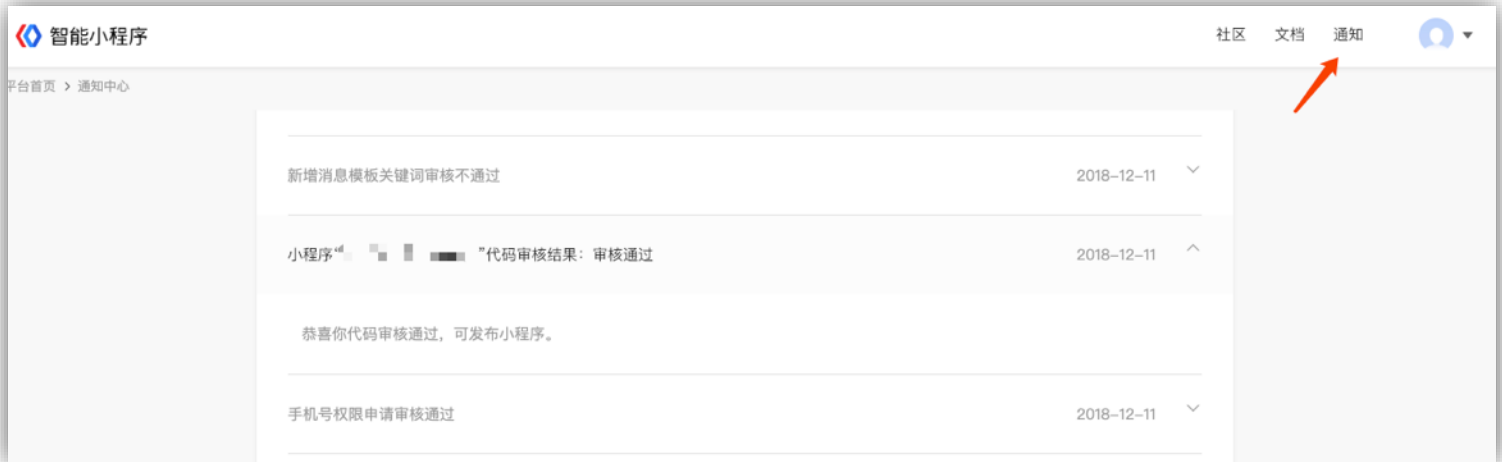 智能小程序
社区 文档 通知
平台首页 > 通知中心
新增消息模板关键词审核不通过 2018-12-11
小程序“ ”代码审核结果：审核通过 2018-12-11
恭喜你代码审核通过，可发布小程序。
手机号权限申请审核通过 2018-12-11